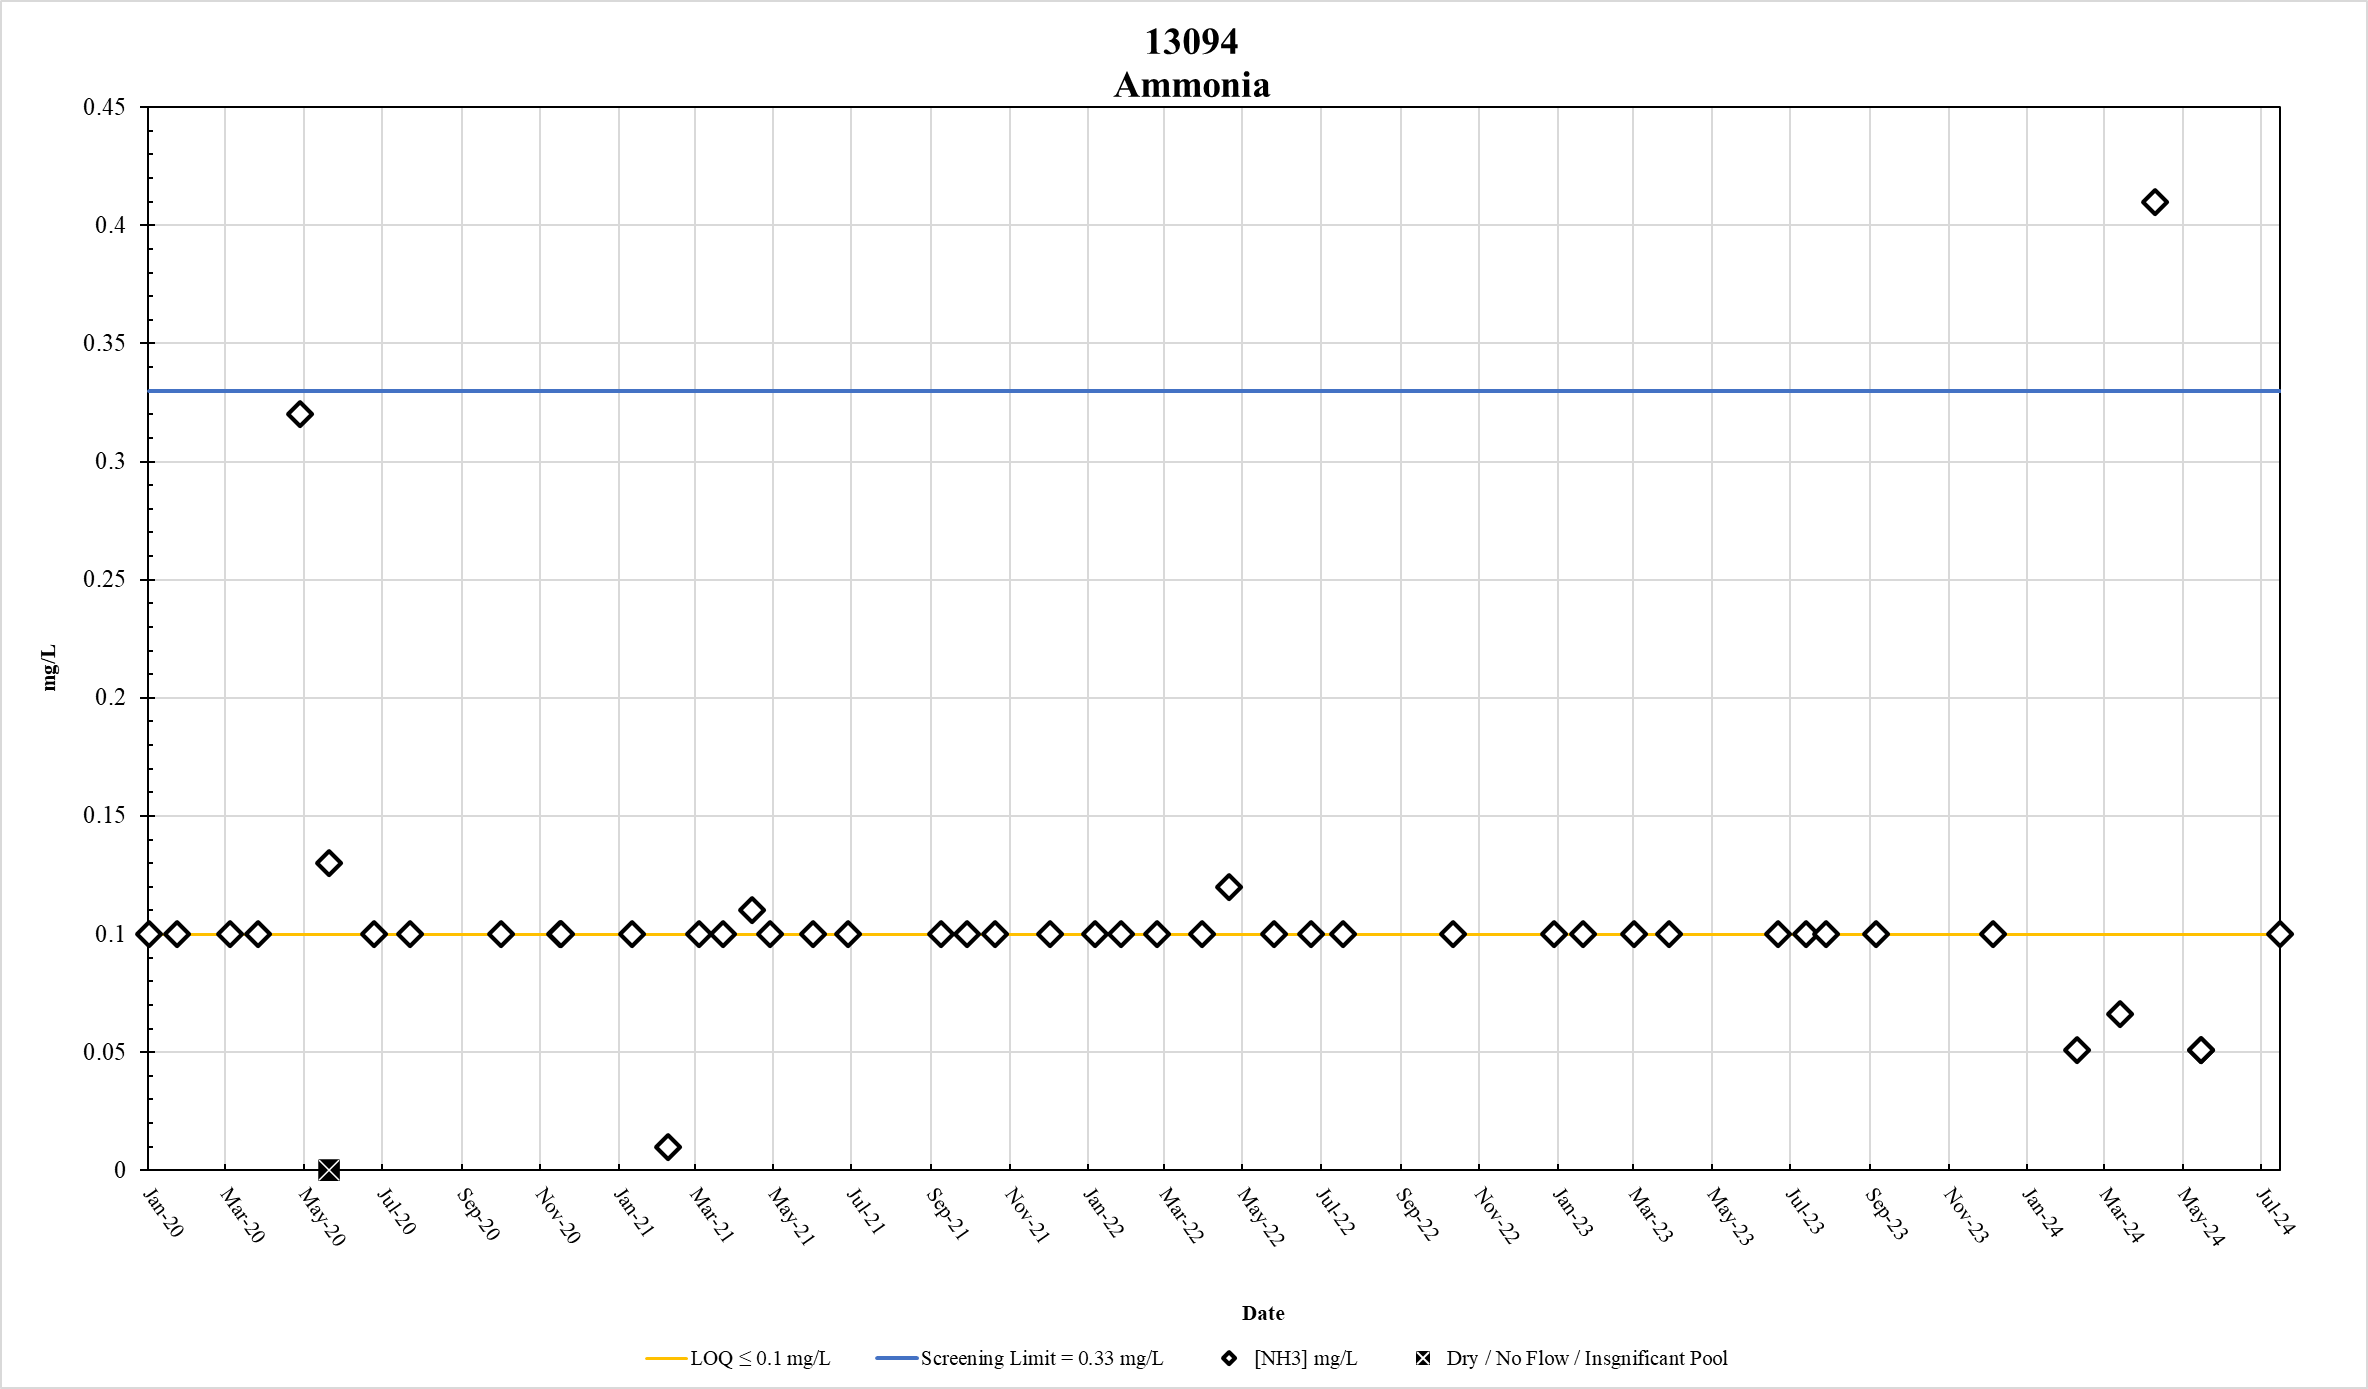 13094
Ammonia
0.45
0.4
0.35
0.3
0.25
0.2
0.15
0.1
0.05
0
mg/L
Jan-20
Mar-20
May-20
Jul-20
Sep-20
Nov-20
Jan-21
Mar-21
May-21
Jul-21
Sep-21
Nov-21
Jan-22
Mar-22
May-22
Jul-22
Sep-22
Nov-22
Jan-23
Mar-23
May-23
Jul-23
Sep-23
Nov-23
Jan-24
Mar-24
May-24
Jul-24
Date
LOQ ≤ 0.1 mg/L
Screening Limit = 0.33 mg/L
[NH3] mg/L
Dry / No Flow / Insgnificant Pool